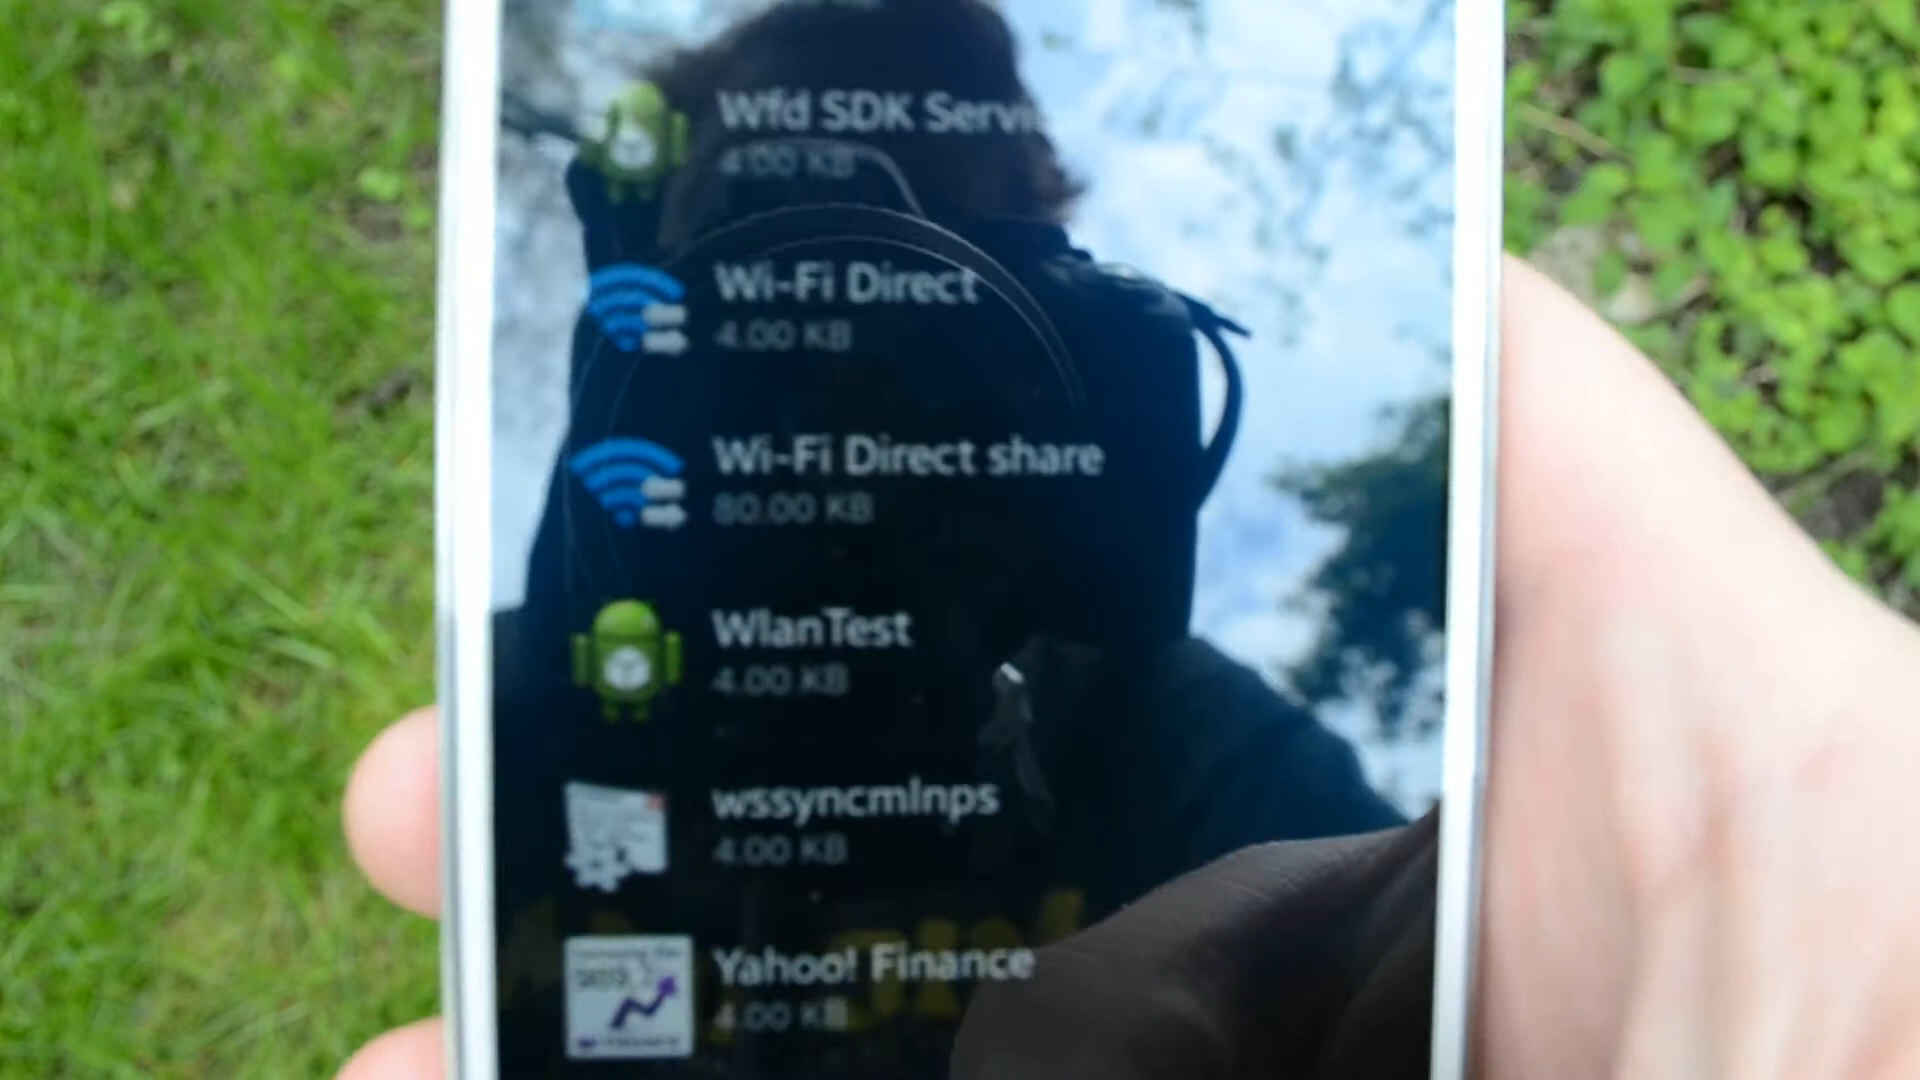 Wfd SDK Servi
4.00 KB
Wi-Fi Direct
4.00 KB
Wi-Fi Direct share
80.00 KB
WlanTest
4.00 KB
wssyncmlnps
4.00 KB
Yahoo! Finance
4.00 KB